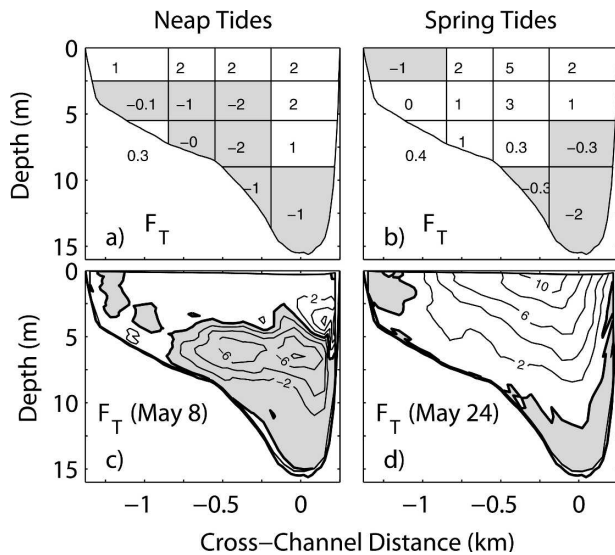 Neap Tides Spring Tides
0
5
10
15
Depth (m)
1 2 2 2
−0.1 −1 −2 2
−0 −2 1
0.3
−1 −1
a) F_T
−1 2 5 2
0 1 3 1
1 0.3 −0.3
0.4
−0.3 −2
b) F_T
0
5
10
15
Depth (m)
2
6 6
2
F_T (May 8)
c)
10
6
2
F_T (May 24)
d)
−1 −0.5 0 −1 −0.5 0
Cross−Channel Distance (km)